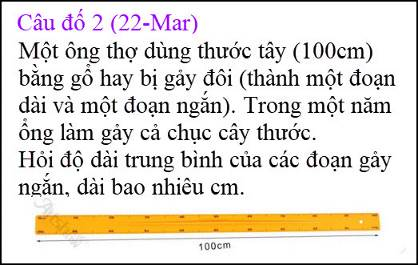 Câu đố 2 (22-Mar)
Một ông thợ dùng thước tây (100cm)
bằng gổ hay bị gảy đôi (thành một đoạn
dài và một đoạn ngắn). Trong một năm
ổng làm gảy cả chục cây thước.
Hỏi độ dài trung bình của các đoạn gảy
ngắn, dài bao nhiêu cm.
100cm